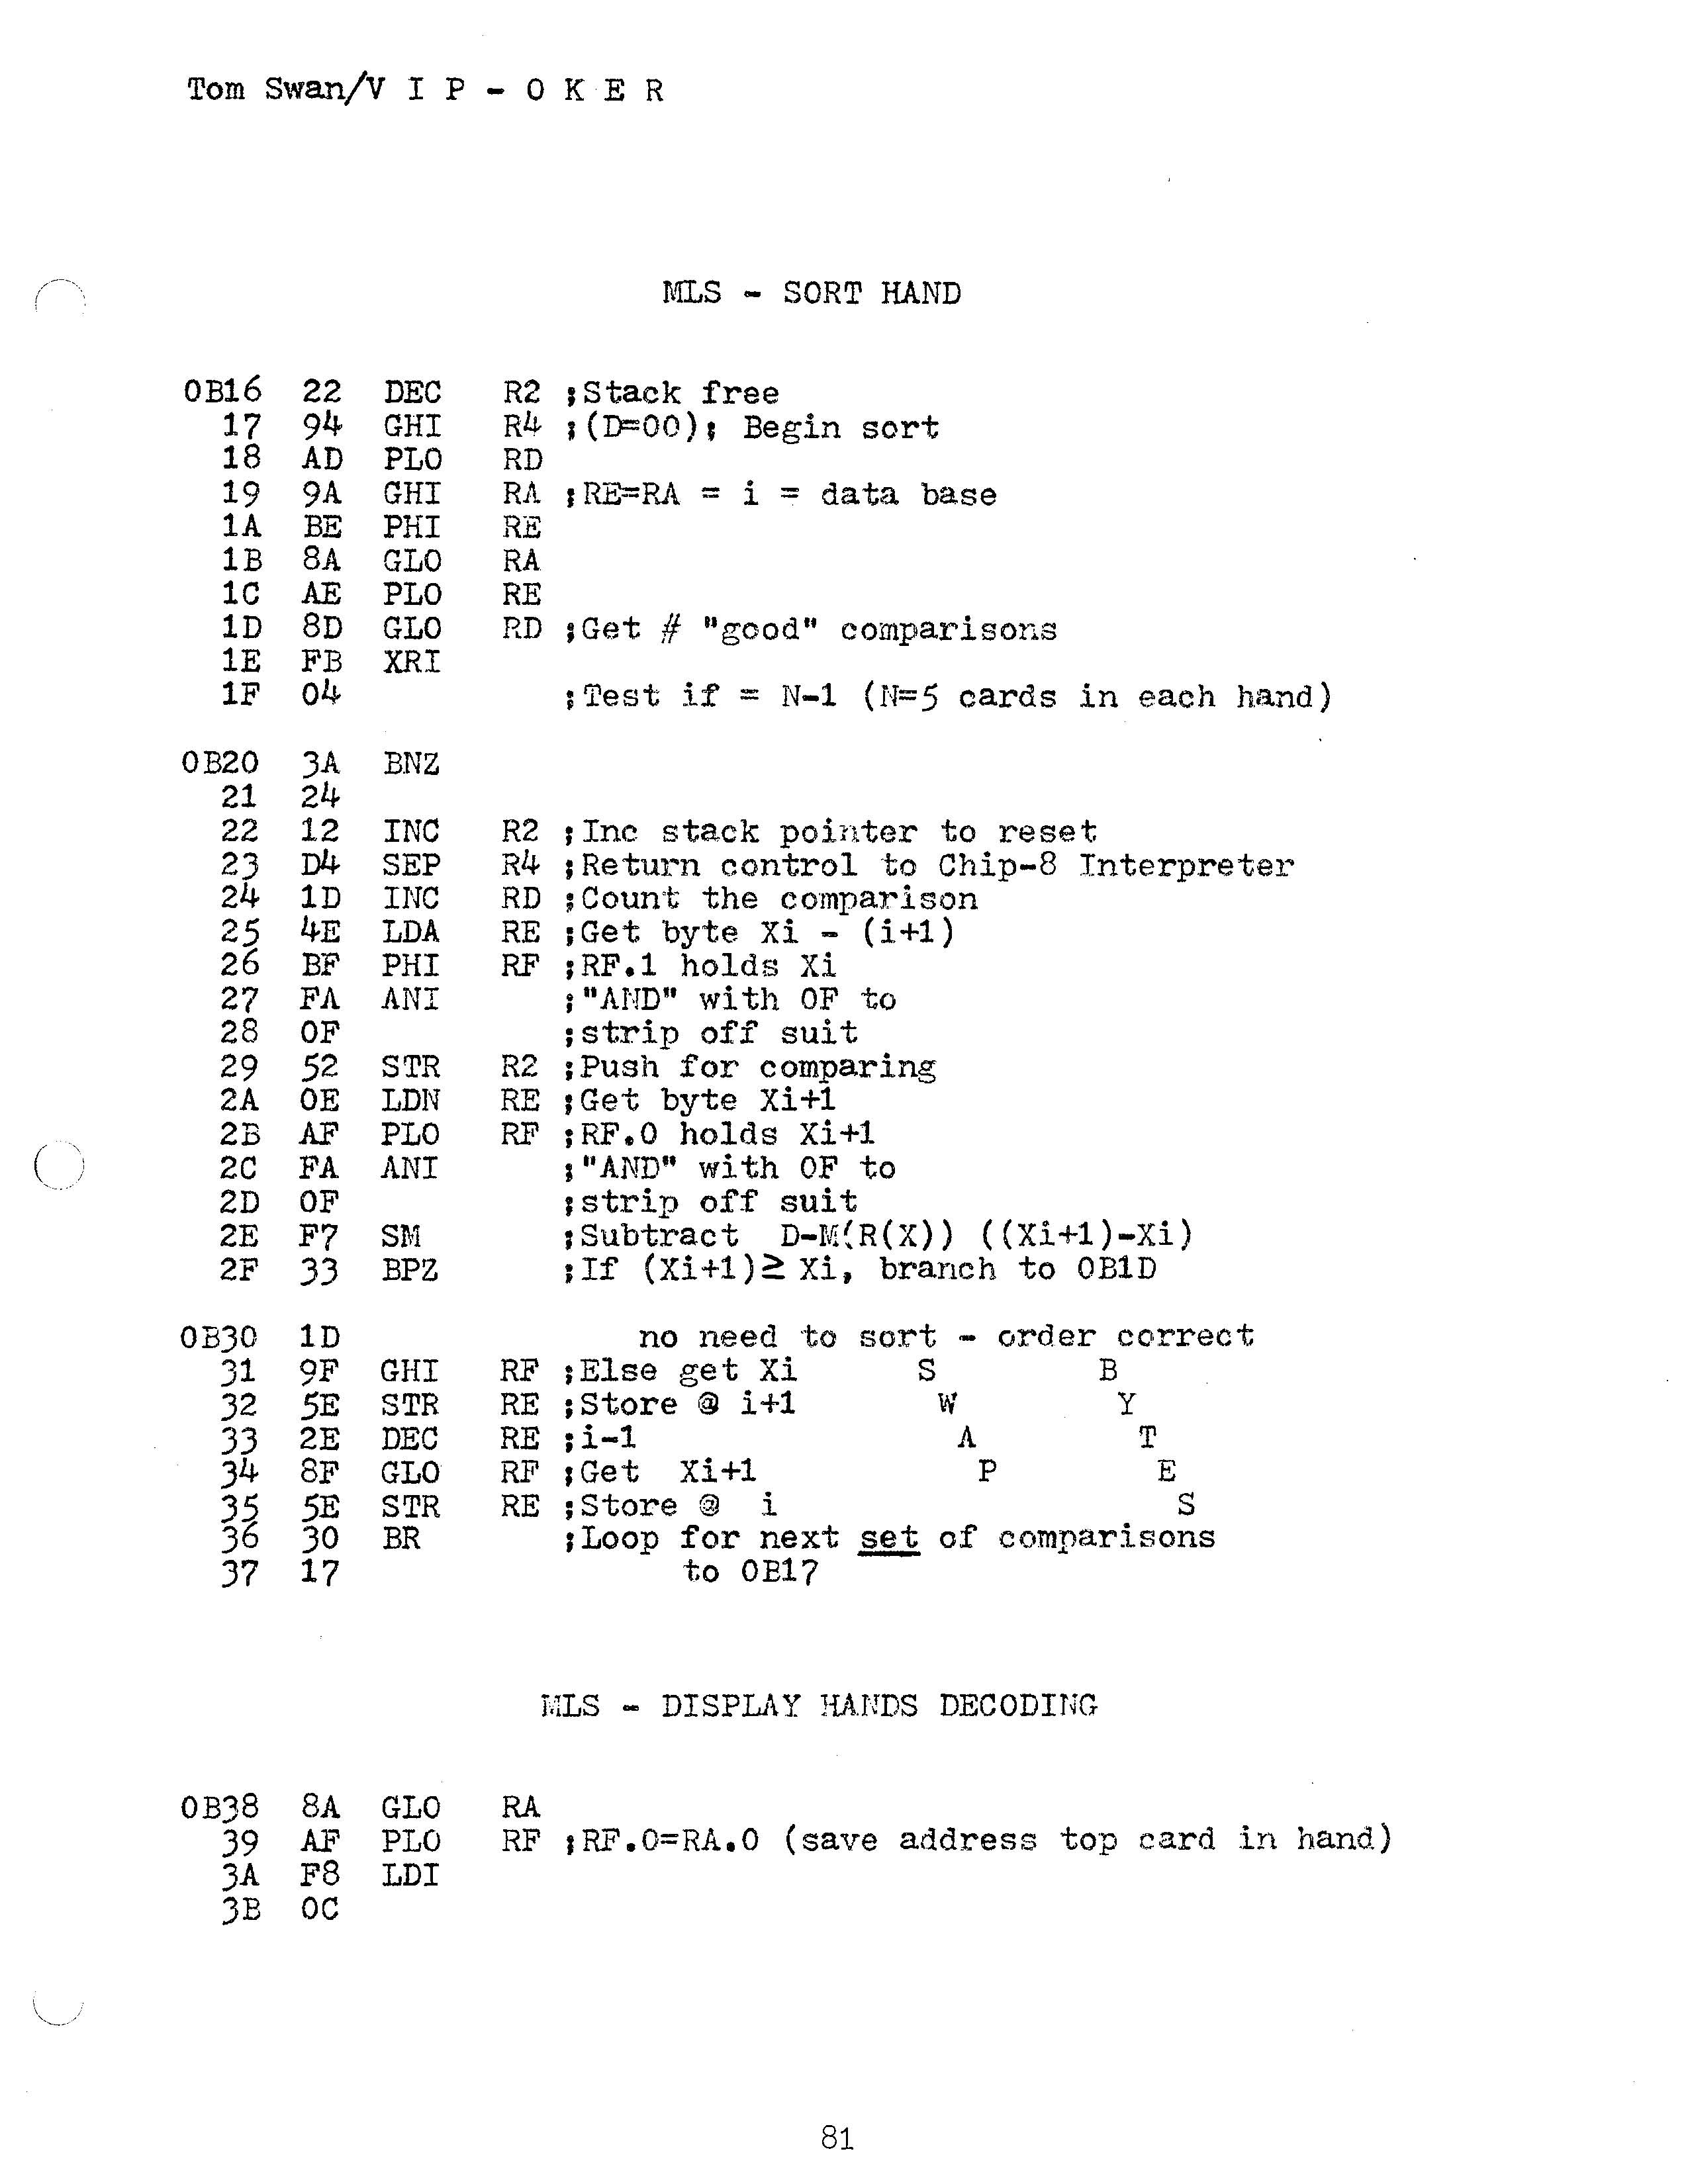 Tom Swan/V I P - O K E R
MLS - SORT HAND
0B16 22 DEC R2 ;Stack free
17 94 GHI R4 ;(D=00); Begin sort
18 AD PLO RD
19 9A GHI RA ;RE=RA = i = data base
1A BE PHI RE
1B 8A GLO RA
1C AE PLO RE
1D 8D GLO RD ;Get # "good" comparisons
1E FB XRI
1F 04 ;Test if = N-1 (N=5 cards in each hand)
0B20 3A BNZ
21 24
22 12 INC R2 ;Inc stack pointer to reset
23 D4 SEP R4 ;Return control to Chip-8 Interpreter
24 1D INC RD ;Count the comparison
25 4E LDA RE ;Get byte Xi - (i+1)
26 BF PHI RF ;RF.1 holds Xi
27 FA ANI ;"AND" with 0F to
28 0F ;strip off suit
29 52 STR R2 ;Push for comparing
2A 0E LDN RE ;Get byte Xi+1
2B AF PLO RF ;RF.0 holds Xi+1
2C FA ANI ;"AND" with 0F to
2D 0F ;strip off suit
2E F7 SM ;Subtract D-M(R(X)) ((Xi+1)-Xi)
2F 33 BPZ ;If (Xi+1)≥ Xi, branch to 0B1D
0B30 1D no need to sort - order correct
31 9F GHI RF ;Else get Xi S B
32 5E STR RE ;Store @ i+1 W Y
33 2E DEC RE ;i-1 A T
34 8F GLO RF ;Get Xi+1 P E
35 5E STR RE ;Store @ i S
36 30 BR ;Loop for next set of comparisons
37 17 to 0B17
MLS - DISPLAY HANDS DECODING
0B38 8A GLO RA
39 AF PLO RF ;RF.0=RA.0 (save address top card in hand)
3A F8 LDI
3B 0C
81